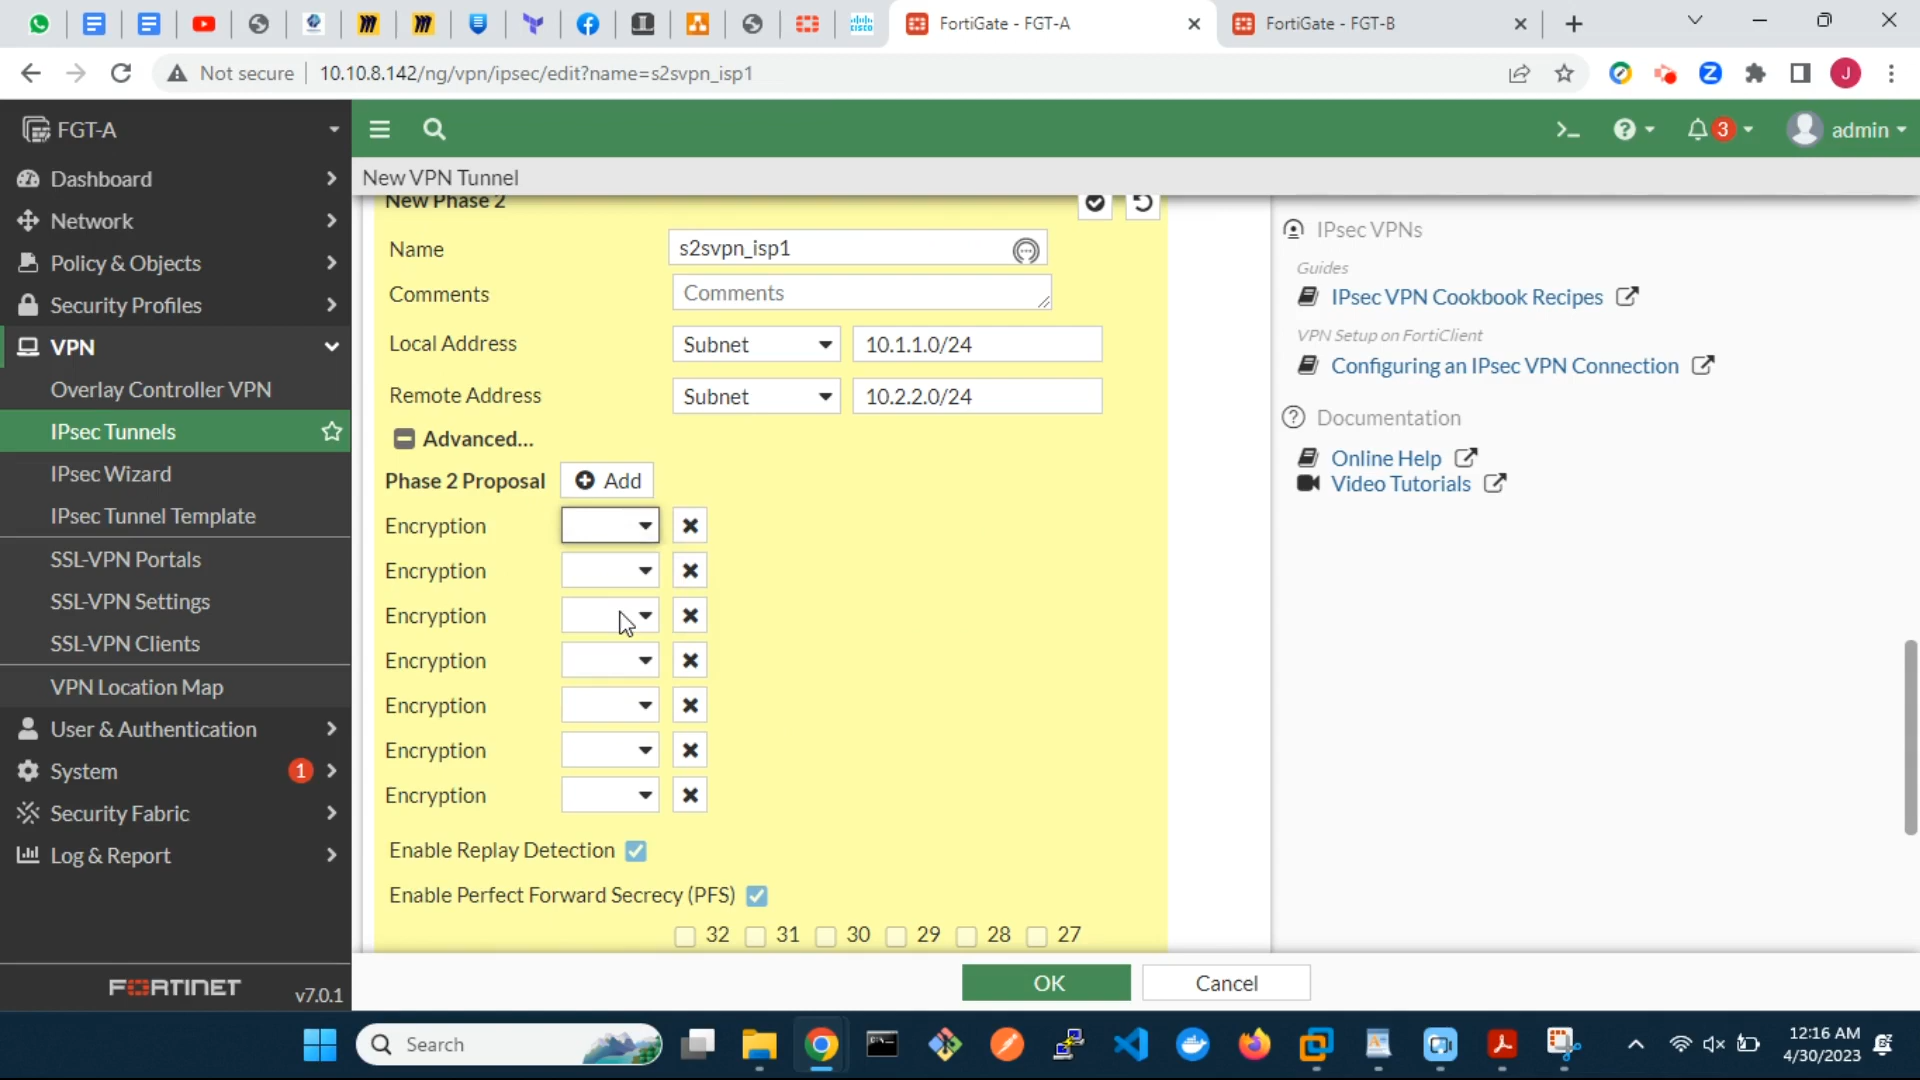 FortiGate - FGT-A
FortiGate - FGT-B
Not secure
10.10.8.142/ng/vpn/ipsec/edit?name=s2svpn_isp1
FGT-A
3
admin
Dashboard
Network
Policy & Objects
Security Profiles
VPN
Overlay Controller VPN
IPsec Tunnels
IPsec Wizard
IPsec Tunnel Template
SSL-VPN Portals
SSL-VPN Settings
SSL-VPN Clients
VPN Location Map
User & Authentication
System 1
Security Fabric
Log & Report
FORTINET v7.0.1
New VPN Tunnel
New Phase 2
Name s2svpn_isp1
Comments Comments
Local Address Subnet 10.1.1.0/24
Remote Address Subnet 10.2.2.0/24
Advanced...
Phase 2 Proposal Add
Encryption
Encryption
Encryption
Encryption
Encryption
Encryption
Encryption
Enable Replay Detection
Enable Perfect Forward Secrecy (PFS)
32 31 30 29 28 27
OK Cancel
IPsec VPNs
Guides
IPsec VPN Cookbook Recipes
VPN Setup on FortiClient
Configuring an IPsec VPN Connection
Documentation
Online Help
Video Tutorials
Search
12:16 AM
4/30/2023